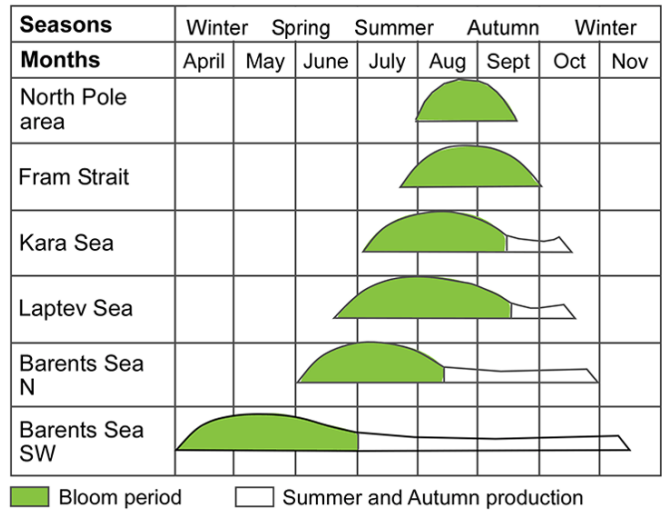 Seasons Winter Spring Summer Autumn Winter
Months April May June July Aug Sept Oct Nov
North Pole
area
Fram Strait
Kara Sea
Laptev Sea
Barents Sea
N
Barents Sea
SW
Bloom period Summer and Autumn production